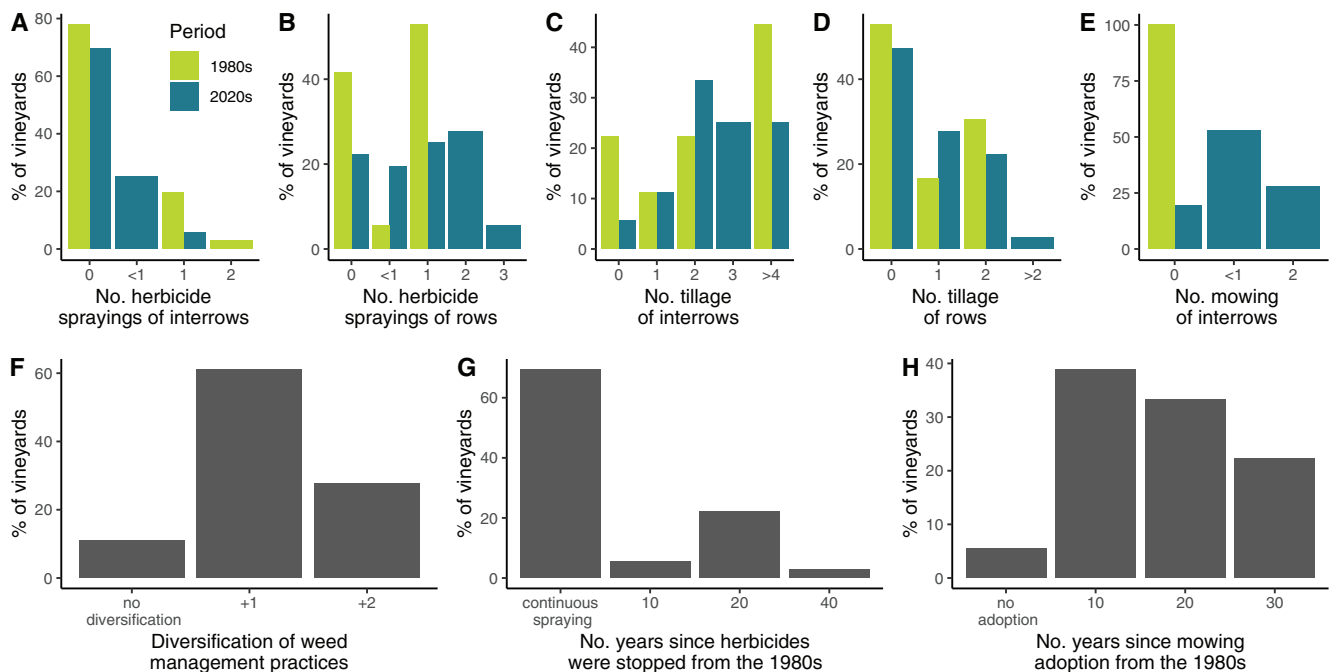 A
80
60
40
20
0
% of vineyards
0 <1 1 2
No. herbicide
sprayings of interrows
Period
1980s
2020s
B
40
20
0
% of vineyards
0 <1 1 2 3
No. herbicide
sprayings of rows
C
40
30
20
10
0
% of vineyards
0 1 2 3 >4
No. tillage
of interrows
D
40
20
0
% of vineyards
0 1 2 >2
No. tillage
of rows
E
100
75
50
25
0
% of vineyards
0 <1 2
No. mowing
of interrows
F
60
40
20
0
% of vineyards
no
diversification
+1 +2
Diversification of weed
management practices
G
60
40
20
0
% of vineyards
continuous
spraying
10 20 40
No. years since herbicides
were stopped from the 1980s
H
40
30
20
10
0
% of vineyards
no
adoption
10 20 30
No. years since mowing
adoption from the 1980s